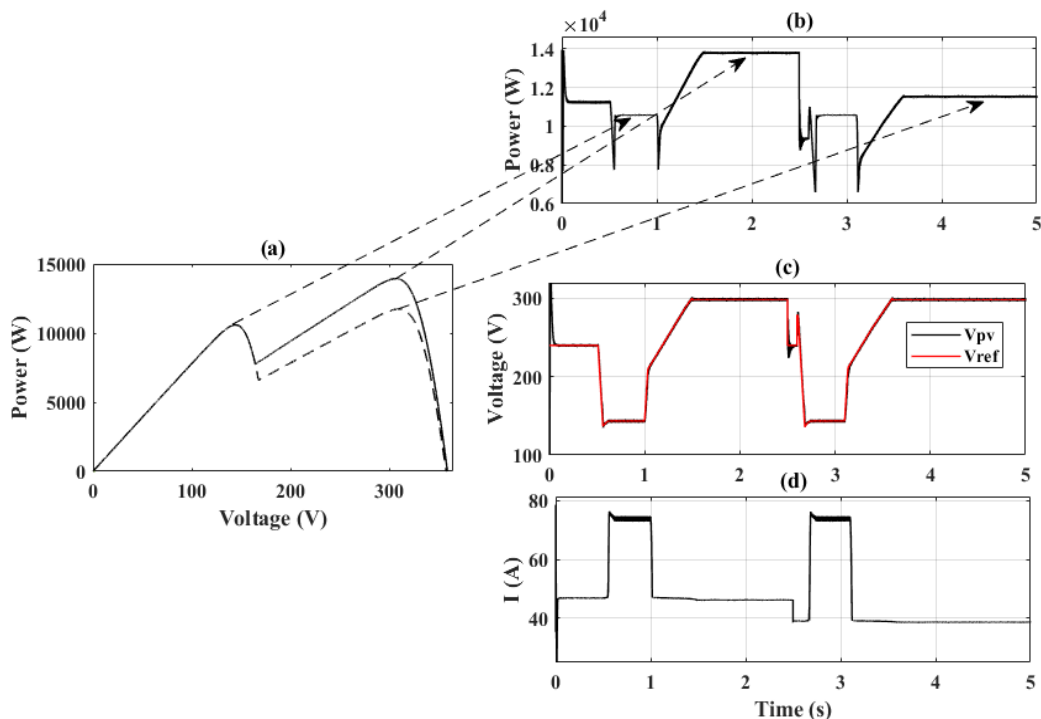 (b)
×10⁴
1.4
1.2
1
0.8
0.6
Power (W)
0 1 2 3 4 5
(a)
15000
10000
5000
0
Power (W)
0 100 200 300
Voltage (V)
(c)
300
200
100
Voltage (V)
Vpv
Vref
0 1 2 3 4 5
(d)
80
60
40
I (A)
0 1 2 3 4 5
Time (s)